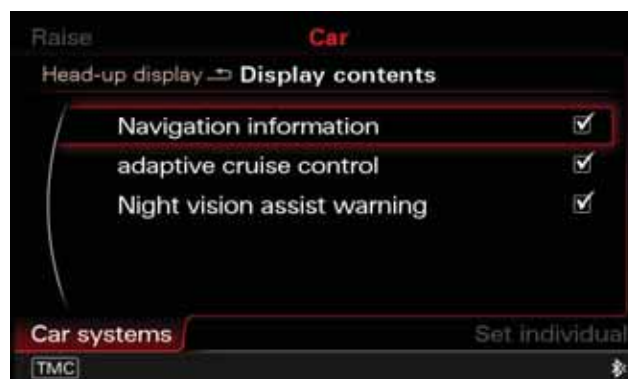 Raise Car
Head-up display Display contents
Navigation information
adaptive cruise control
Night vision assist warning
Car systems Set individual
TMC